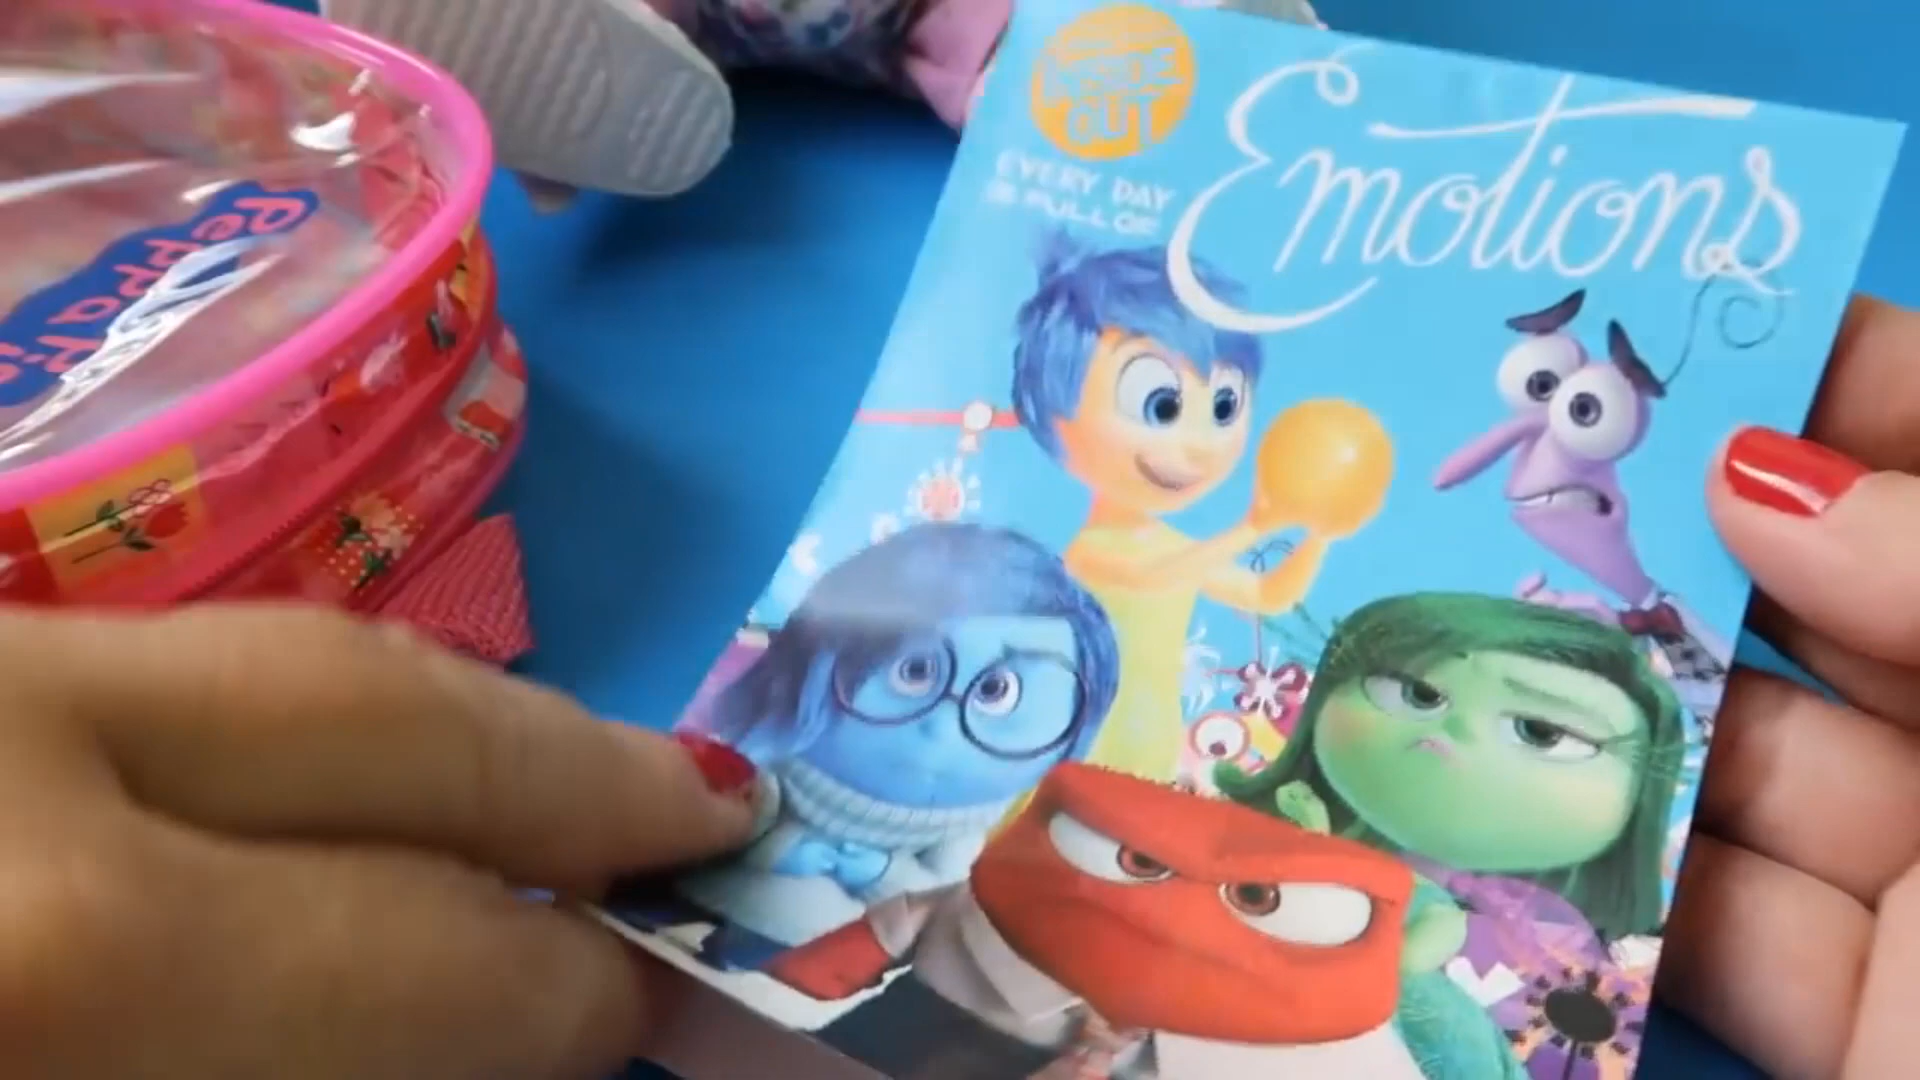 INSIDE
OUT
EVERY DAY
IS FULL OF
Emotions
Peppa Pig